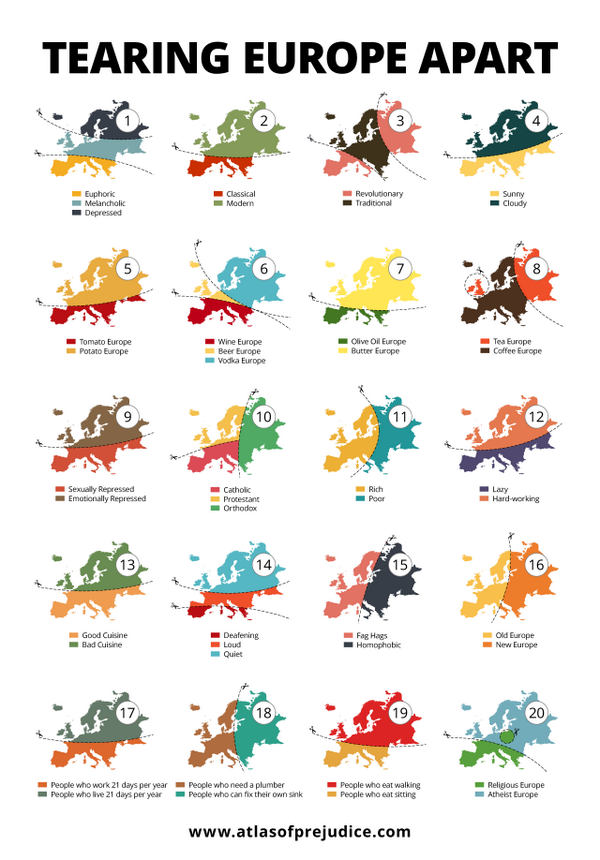 TEARING EUROPE APART
1
2
3
4
Euphoric
Melancholic
Depressed
Classical
Modern
Revolutionary
Traditional
Sunny
Cloudy
5
6
7
8
Tomato Europe
Potato Europe
Wine Europe
Beer Europe
Vodka Europe
Olive Oil Europe
Butter Europe
Tea Europe
Coffee Europe
9
10
11
12
Sexually Repressed
Emotionally Repressed
Catholic
Protestant
Orthodox
Rich
Poor
Lazy
Hard-working
13
14
15
16
Good Cuisine
Bad Cuisine
Deafening
Loud
Quiet
Fag Hags
Homophobic
Old Europe
New Europe
17
18
19
20
People who work 21 days per year
People who live 21 days per year
People who need a plumber
People who can fix their own sink
People who eat walking
People who eat sitting
Religious Europe
Atheist Europe
www.atlasofprejudice.com